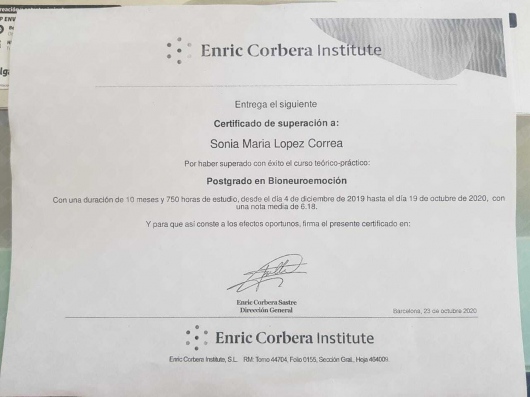 Enric Corbera Institute
Entrega el siguiente
Certificado de superación a:
Sonia Maria Lopez Correa
Por haber superado con éxito el curso teórico-práctico:
Postgrado en Bioneuroemoción
Con una duración de 10 meses y 750 horas de estudio, desde el día 4 de diciembre de 2019 hasta el día 19 de octubre de 2020, con
una nota media de 6.18.
Y para que así conste a los efectos oportunos, firma el presente certificado en:
Enric Corbera Sastre
Dirección General
Barcelona, 23 de octubre 2020
Enric Corbera Institute
Enric Corbera Institute, S.L. RM: Tomo 44704, Folio 0155, Sección Gral., Hoja 464009.